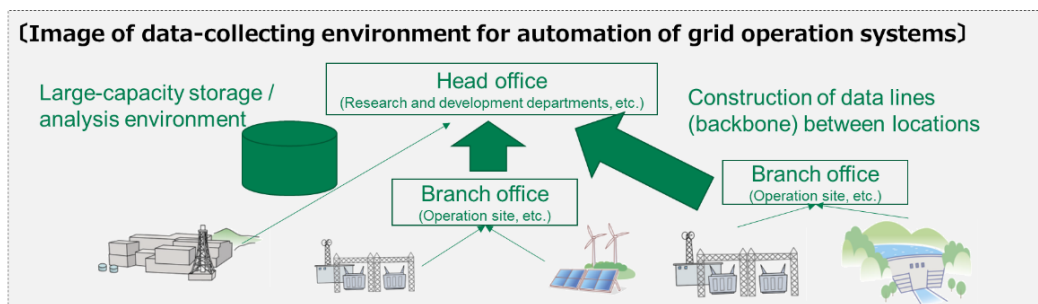 〔Image of data-collecting environment for automation of grid operation systems〕
Head office
(Research and development departments, etc.)
Large-capacity storage /
analysis environment
Construction of data lines
(backbone) between locations
Branch office
(Operation site, etc.)
Branch office
(Operation site, etc.)